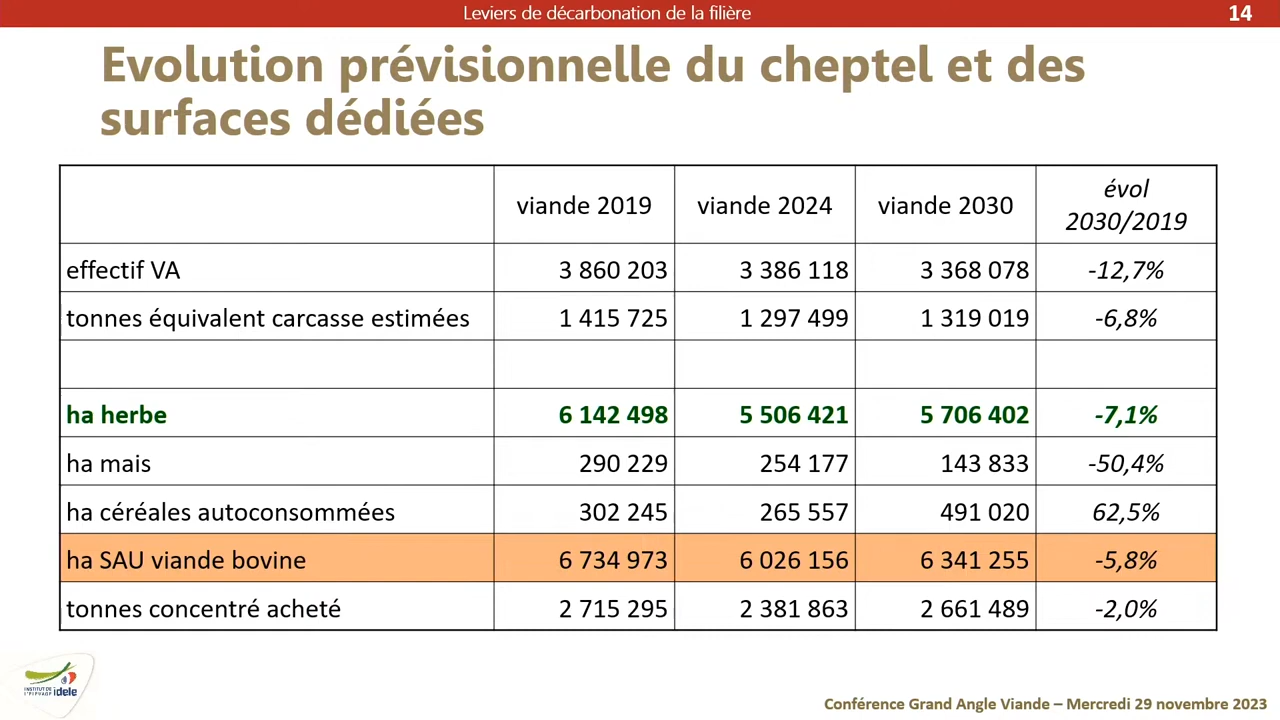 Leviers de décarbonation de la filière
14
Evolution prévisionnelle du cheptel et des
surfaces dédiées
viande 2019 viande 2024 viande 2030 évol
2030/2019
effectif VA 3 860 203 3 386 118 3 368 078 -12,7%
tonnes équivalent carcasse estimées 1 415 725 1 297 499 1 319 019 -6,8%
ha herbe 6 142 498 5 506 421 5 706 402 -7,1%
ha mais 290 229 254 177 143 833 -50,4%
ha céréales autoconsommées 302 245 265 557 491 020 62,5%
ha SAU viande bovine 6 734 973 6 026 156 6 341 255 -5,8%
tonnes concentré acheté 2 715 295 2 381 863 2 661 489 -2,0%
INSTITUT DE
L'ELEVAGE idele
Conférence Grand Angle Viande – Mercredi 29 novembre 2023